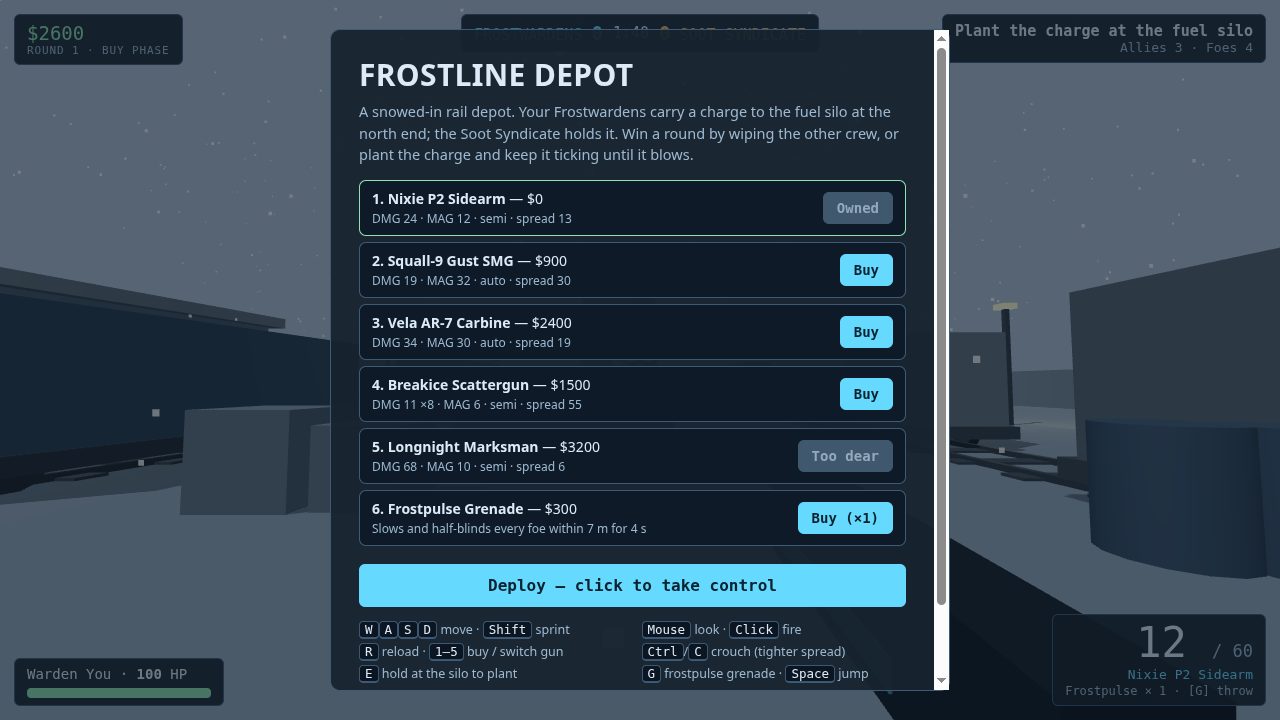 $2600
ROUND 1 · BUY PHASE
FROSTWARDENS 0 1:48 0 SOOT SYNDICATE
Plant the charge at the fuel silo
Allies 3 · Foes 4
FROSTLINE DEPOT
A snowed-in rail depot. Your Frostwardens carry a charge to the fuel silo at the
north end; the Soot Syndicate holds it. Win a round by wiping the other crew, or
plant the charge and keep it ticking until it blows.
1. Nixie P2 Sidearm — $0
DMG 24 · MAG 12 · semi · spread 13
Owned
2. Squall-9 Gust SMG — $900
DMG 19 · MAG 32 · auto · spread 30
Buy
3. Vela AR-7 Carbine — $2400
DMG 34 · MAG 30 · auto · spread 19
Buy
4. Breakice Scattergun — $1500
DMG 11 ×8 · MAG 6 · semi · spread 55
Buy
5. Longnight Marksman — $3200
DMG 68 · MAG 10 · semi · spread 6
Too dear
6. Frostpulse Grenade — $300
Slows and half-blinds every foe within 7 m for 4 s
Buy (×1)
Deploy — click to take control
W A S D move · Shift sprint
Mouse look · Click fire
R reload · 1–5 buy / switch gun
Ctrl/C crouch (tighter spread)
E hold at the silo to plant
G frostpulse grenade · Space jump
Warden You · 100 HP
12 / 60
Nixie P2 Sidearm
Frostpulse × 1 · [G] throw